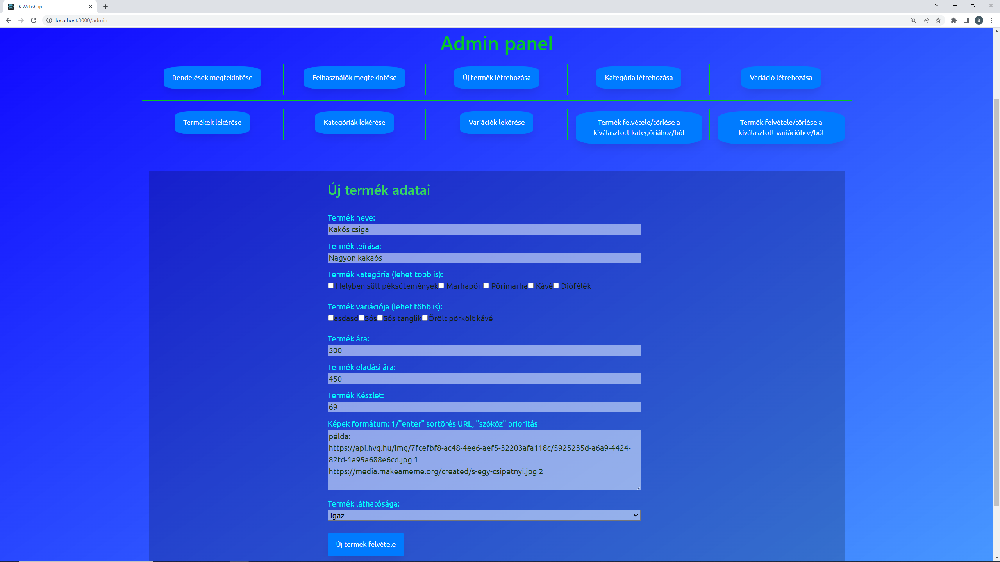 IK Webshop
localhost:3000/admin
B
Admin panel
Rendelések megtekintése
Felhasználók megtekintése
Új termék létrehozása
Kategória létrehozása
Variáció létrehozása
Termékek lekérése
Kategóriák lekérése
Variációk lekérése
Termék felvétele/törlése a
kiválasztott kategóriához/ból
Termék felvétele/törlése a
kiválasztott variációhoz/ból
Új termék adatai
Termék neve:
Kakós csiga
Termék leírása:
Nagyon kakaós
Termék kategória (lehet több is):
Helyben sült péksütemények Marhapöri Pörimarha Kávé Diófélék
Termék variációja (lehet több is):
asdasd Sós Sós tanglik Őrölt pörkölt kávé
Termék ára:
500
Termék eladási ára:
450
Termék Készlet:
69
Képek formátum: 1/"enter" sortörés URL, "szóköz" prioritás
példa:
https://api.hvg.hu/Img/7fcefbf8-ac48-4ee6-aef5-32203afa118c/5925235d-a6a9-4424-
82fd-1a95a688e6cd.jpg 1
https://media.makeameme.org/created/s-egy-csipetnyi.jpg 2
Termék láthatósága:
Igaz
Új termék felvétele